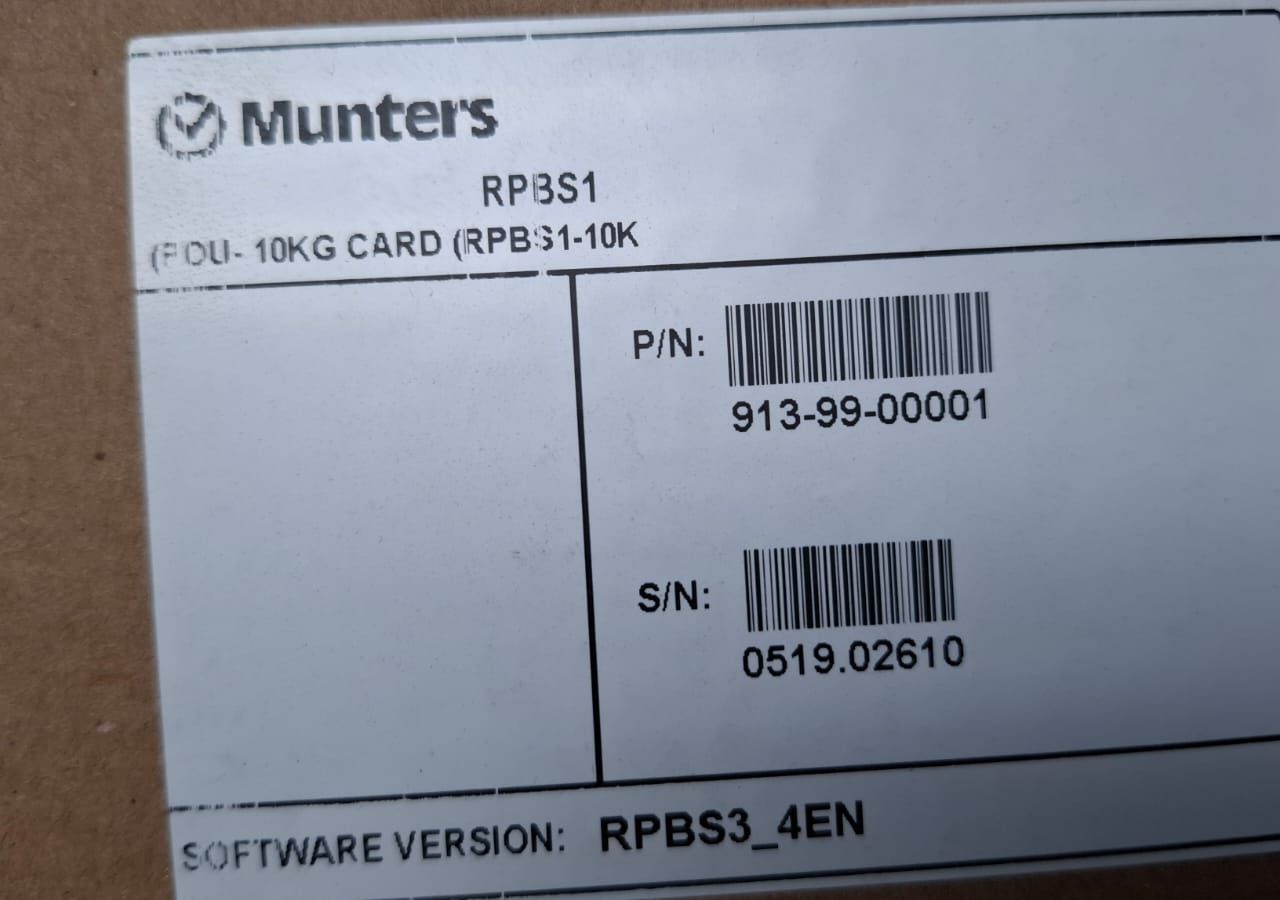 Munters
RPBS1
(POU- 10KG CARD (RPBS1-10K
P/N:
913-99-00001
S/N:
0519.02610
SOFTWARE VERSION: RPBS3_4EN